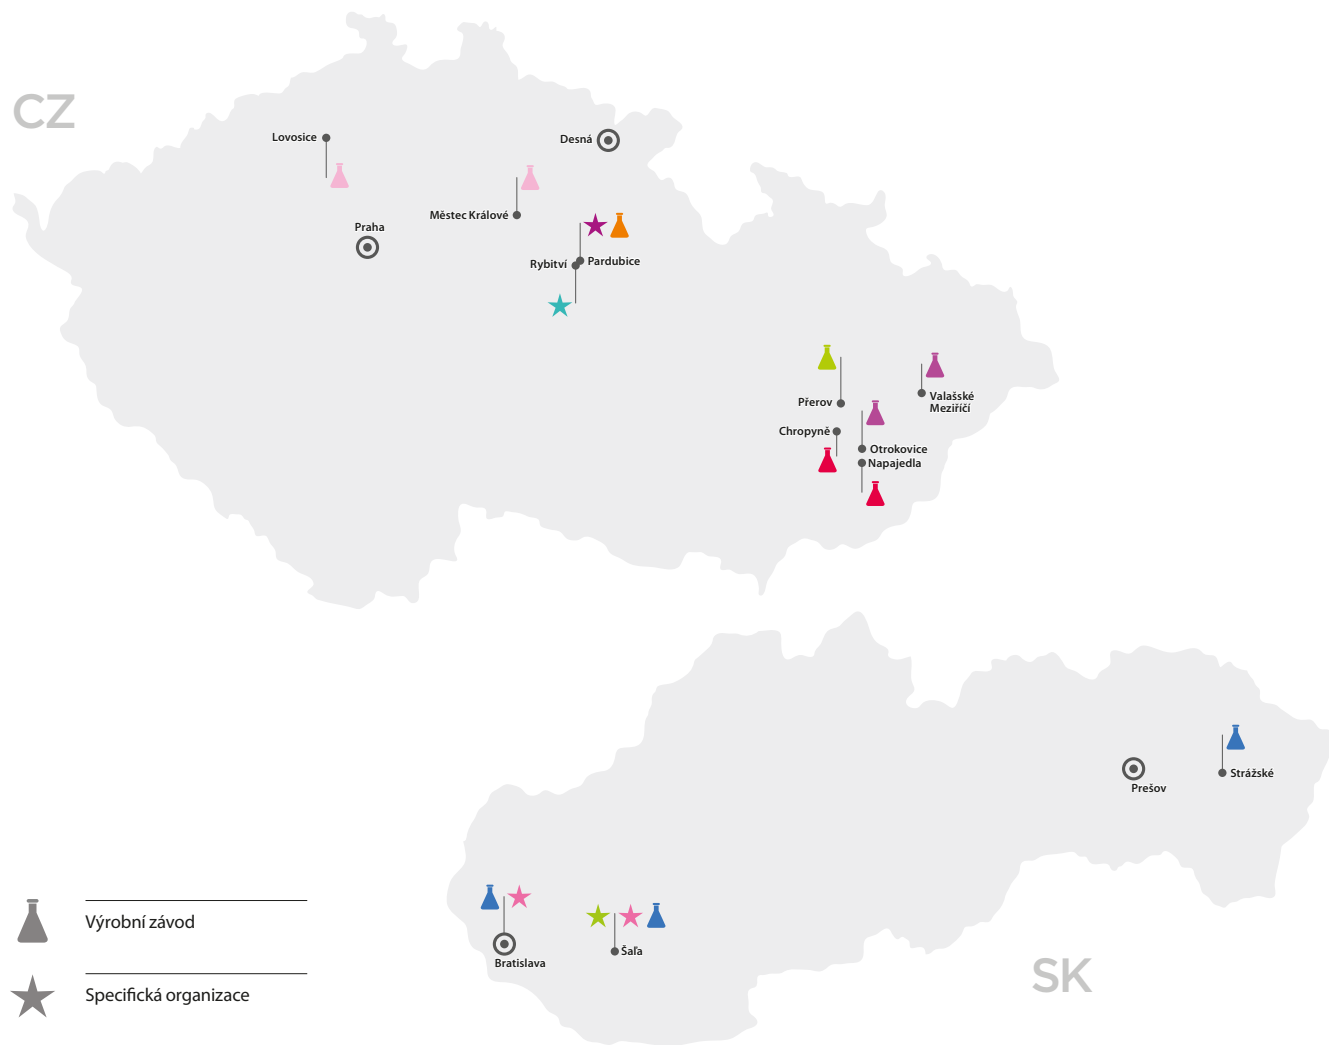 CZ
Lovosice
Desná
Městec Králové
Praha
Rybitví
Pardubice
Přerov
Valašské
Meziříčí
Chropyně
Otrokovice
Napajedla
Strážské
Prešov
Výrobní závod
Šaľa
Bratislava
SK
Specifická organizace